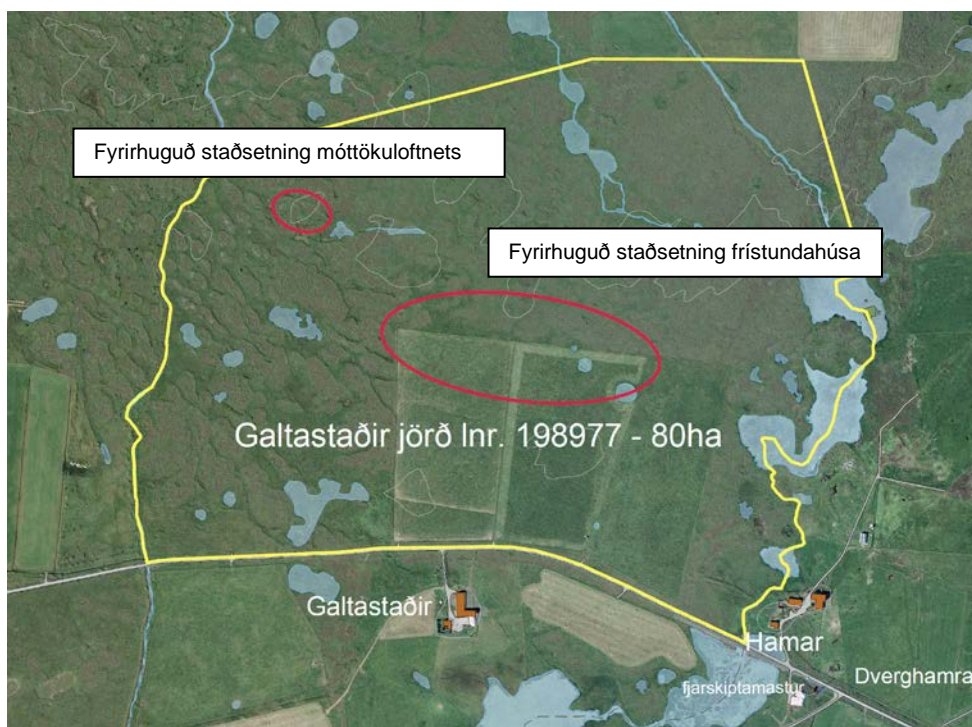 Fyrirhuguð staðsetning móttökuloftnets
Fyrirhuguð staðsetning frístundahúsa
Galtastaðir jörð lnr. 198977 - 80ha
Galtastaðir
Hamar
Dverghamra
fjarskiptamastur